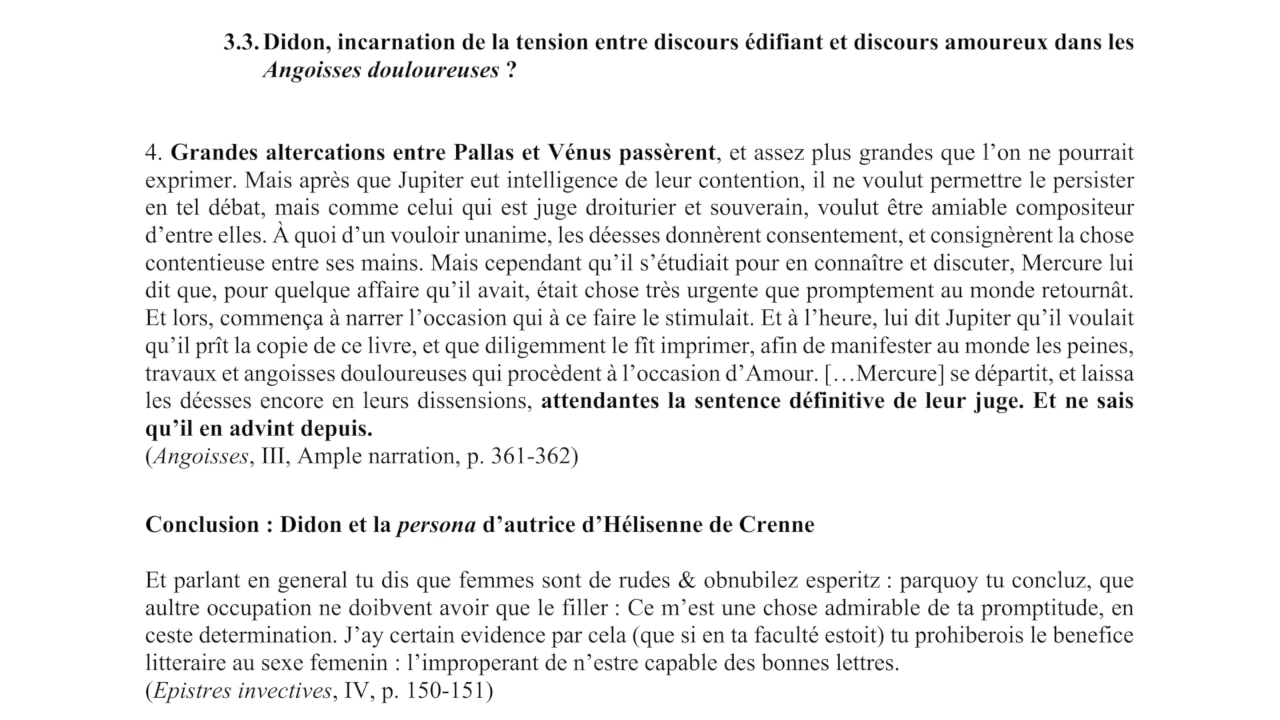 3.3. Didon, incarnation de la tension entre discours édifiant et discours amoureux dans les
Angoisses douloureuses ?
4. Grandes altercations entre Pallas et Vénus passèrent, et assez plus grandes que l’on ne pourrait
exprimer. Mais après que Jupiter eut intelligence de leur contention, il ne voulut permettre le persister
en tel débat, mais comme celui qui est juge droiturier et souverain, voulut être amiable compositeur
d’entre elles. À quoi d’un vouloir unanime, les déesses donnèrent consentement, et consignèrent la chose
contentieuse entre ses mains. Mais cependant qu’il s’étudiait pour en connaître et discuter, Mercure lui
dit que, pour quelque affaire qu’il avait, était chose très urgente que promptement au monde retournât.
Et lors, commença à narrer l’occasion qui à ce faire le stimulait. Et à l’heure, lui dit Jupiter qu’il voulait
qu’il prît la copie de ce livre, et que diligemment le fît imprimer, afin de manifester au monde les peines,
travaux et angoisses douloureuses qui procèdent à l’occasion d’Amour. […Mercure] se départit, et laissa
les déesses encore en leurs dissensions, attendantes la sentence définitive de leur juge. Et ne sais
qu’il en advint depuis.
(Angoisses, III, Ample narration, p. 361-362)
Conclusion : Didon et la persona d’autrice d’Hélisenne de Crenne
Et parlant en general tu dis que femmes sont de rudes & obnubilez esperitz : parquoy tu concluz, que
aultre occupation ne doibvent avoir que le filler : Ce m’est une chose admirable de ta promptitude, en
ceste determination. J’ay certain evidence par cela (que si en ta faculté estoit) tu prohiberois le benefice
litteraire au sexe femenin : l’improperant de n’estre capable des bonnes lettres.
(Epistres invectives, IV, p. 150-151)